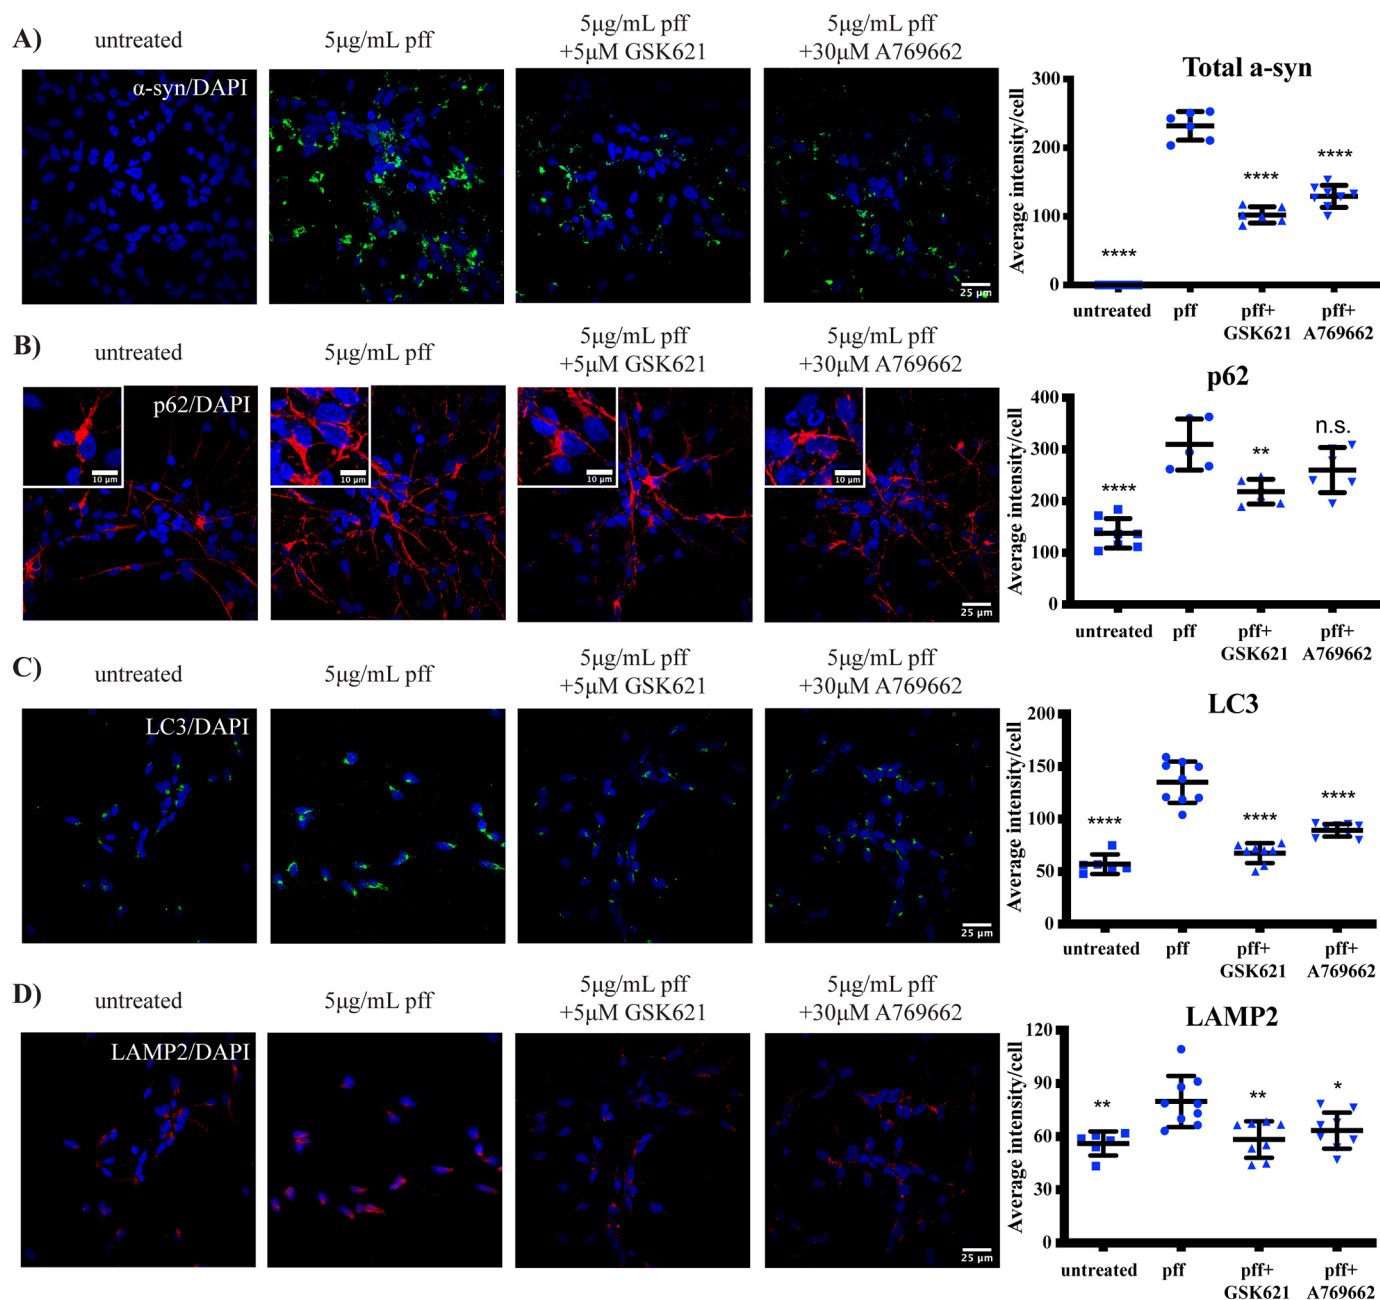 A)
untreated
5μg/mL pff
5μg/mL pff
+5μM GSK621
5μg/mL pff
+30μM A769662
α-syn/DAPI
25 μm
Total a-syn
Average intensity/cell
300
200
100
0
****
****
****
untreated
pff
pff+
GSK621
pff+
A769662
B)
untreated
5μg/mL pff
5μg/mL pff
+5μM GSK621
5μg/mL pff
+30μM A769662
p62/DAPI
10 μm
10 μm
10 μm
10 μm
25 μm
p62
Average intensity/cell
400
300
200
100
0
****
**
n.s.
untreated
pff
pff+
GSK621
pff+
A769662
C)
untreated
5μg/mL pff
5μg/mL pff
+5μM GSK621
5μg/mL pff
+30μM A769662
LC3/DAPI
25 μm
LC3
Average intensity/cell
200
150
100
50
0
****
****
****
untreated
pff
pff+
GSK621
pff+
A769662
D)
untreated
5μg/mL pff
5μg/mL pff
+5μM GSK621
5μg/mL pff
+30μM A769662
LAMP2/DAPI
25 μm
LAMP2
Average intensity/cell
120
90
60
30
0
**
**
*
untreated
pff
pff+
GSK621
pff+
A769662